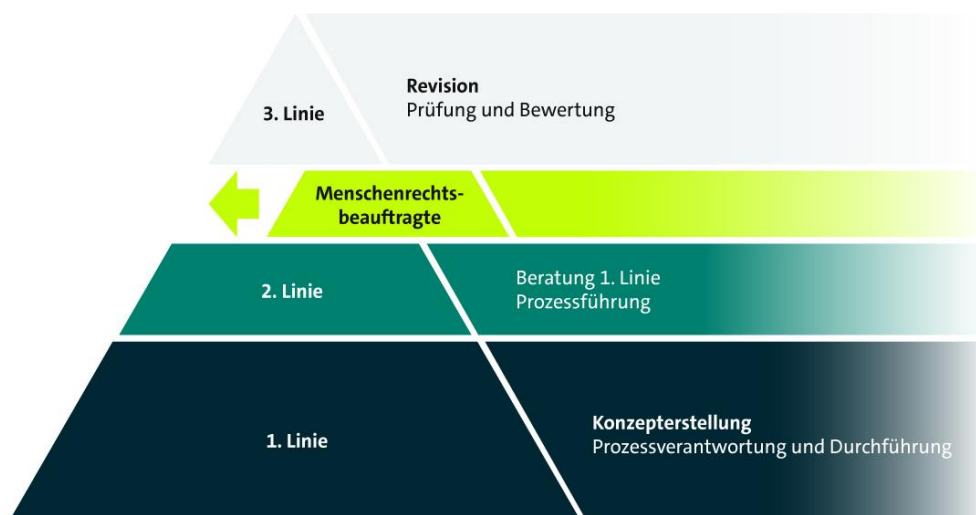 3. Linie
Revision
Prüfung und Bewertung
Menschenrechts-
beauftragte
2. Linie
Beratung 1. Linie
Prozessführung
1. Linie
Konzepterstellung
Prozessverantwortung und Durchführung